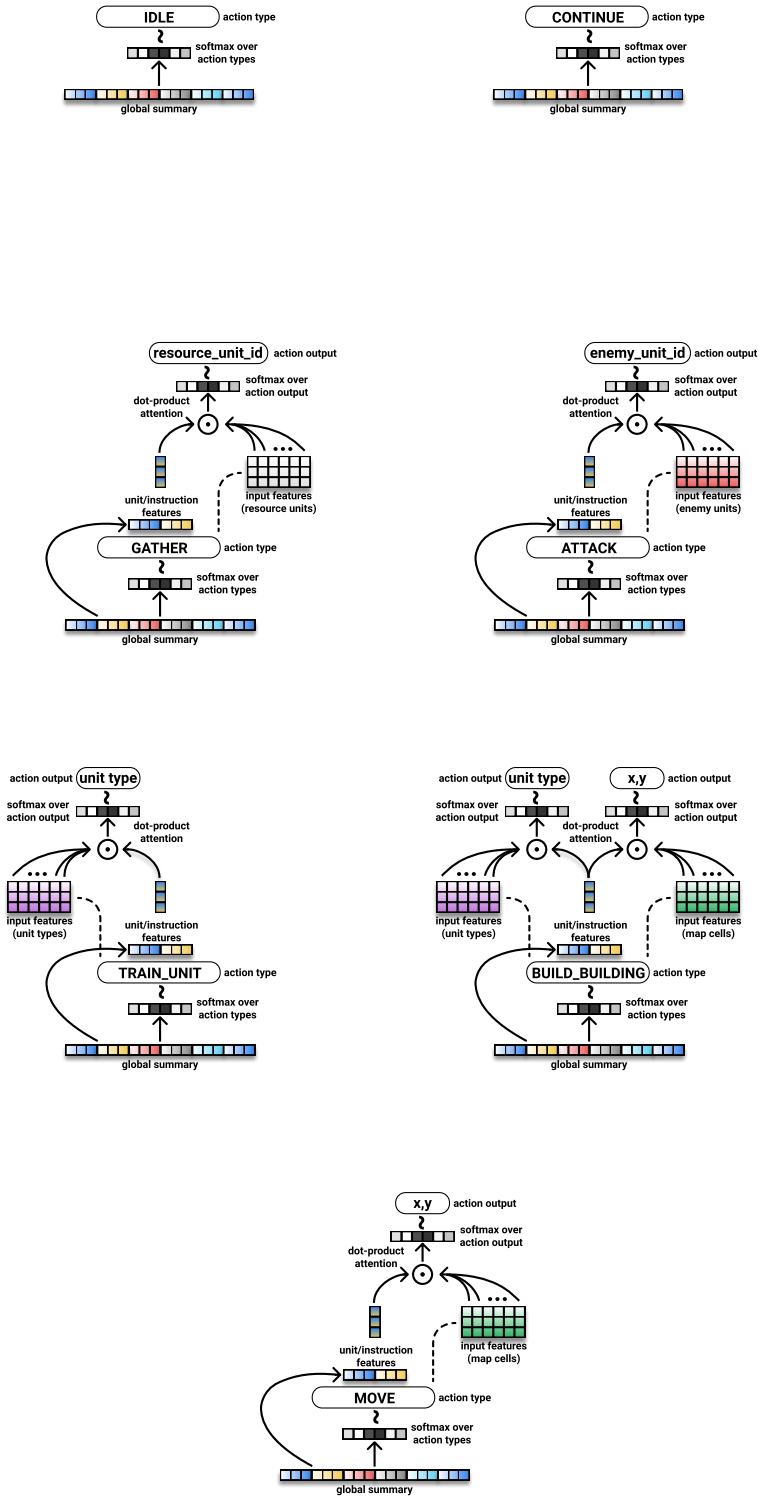 IDLE
action type
softmax over
action types
global summary
CONTINUE
action type
softmax over
action types
global summary
resource_unit_id
action output
softmax over
action output
dot-product
attention
input features
(resource units)
unit/instruction
features
GATHER
action type
softmax over
action types
global summary
enemy_unit_id
action output
softmax over
action output
dot-product
attention
input features
(enemy units)
unit/instruction
features
ATTACK
action type
softmax over
action types
global summary
action output
unit type
softmax over
action output
dot-product
attention
input features
(unit types)
unit/instruction
features
TRAIN_UNIT
action type
softmax over
action types
global summary
action output
unit type
x,y
action output
softmax over
action output
softmax over
action output
dot-product
attention
input features
(unit types)
unit/instruction
features
input features
(map cells)
BUILD_BUILDING
action type
softmax over
action types
global summary
x,y
action output
softmax over
action output
dot-product
attention
input features
(map cells)
unit/instruction
features
MOVE
action type
softmax over
action types
global summary